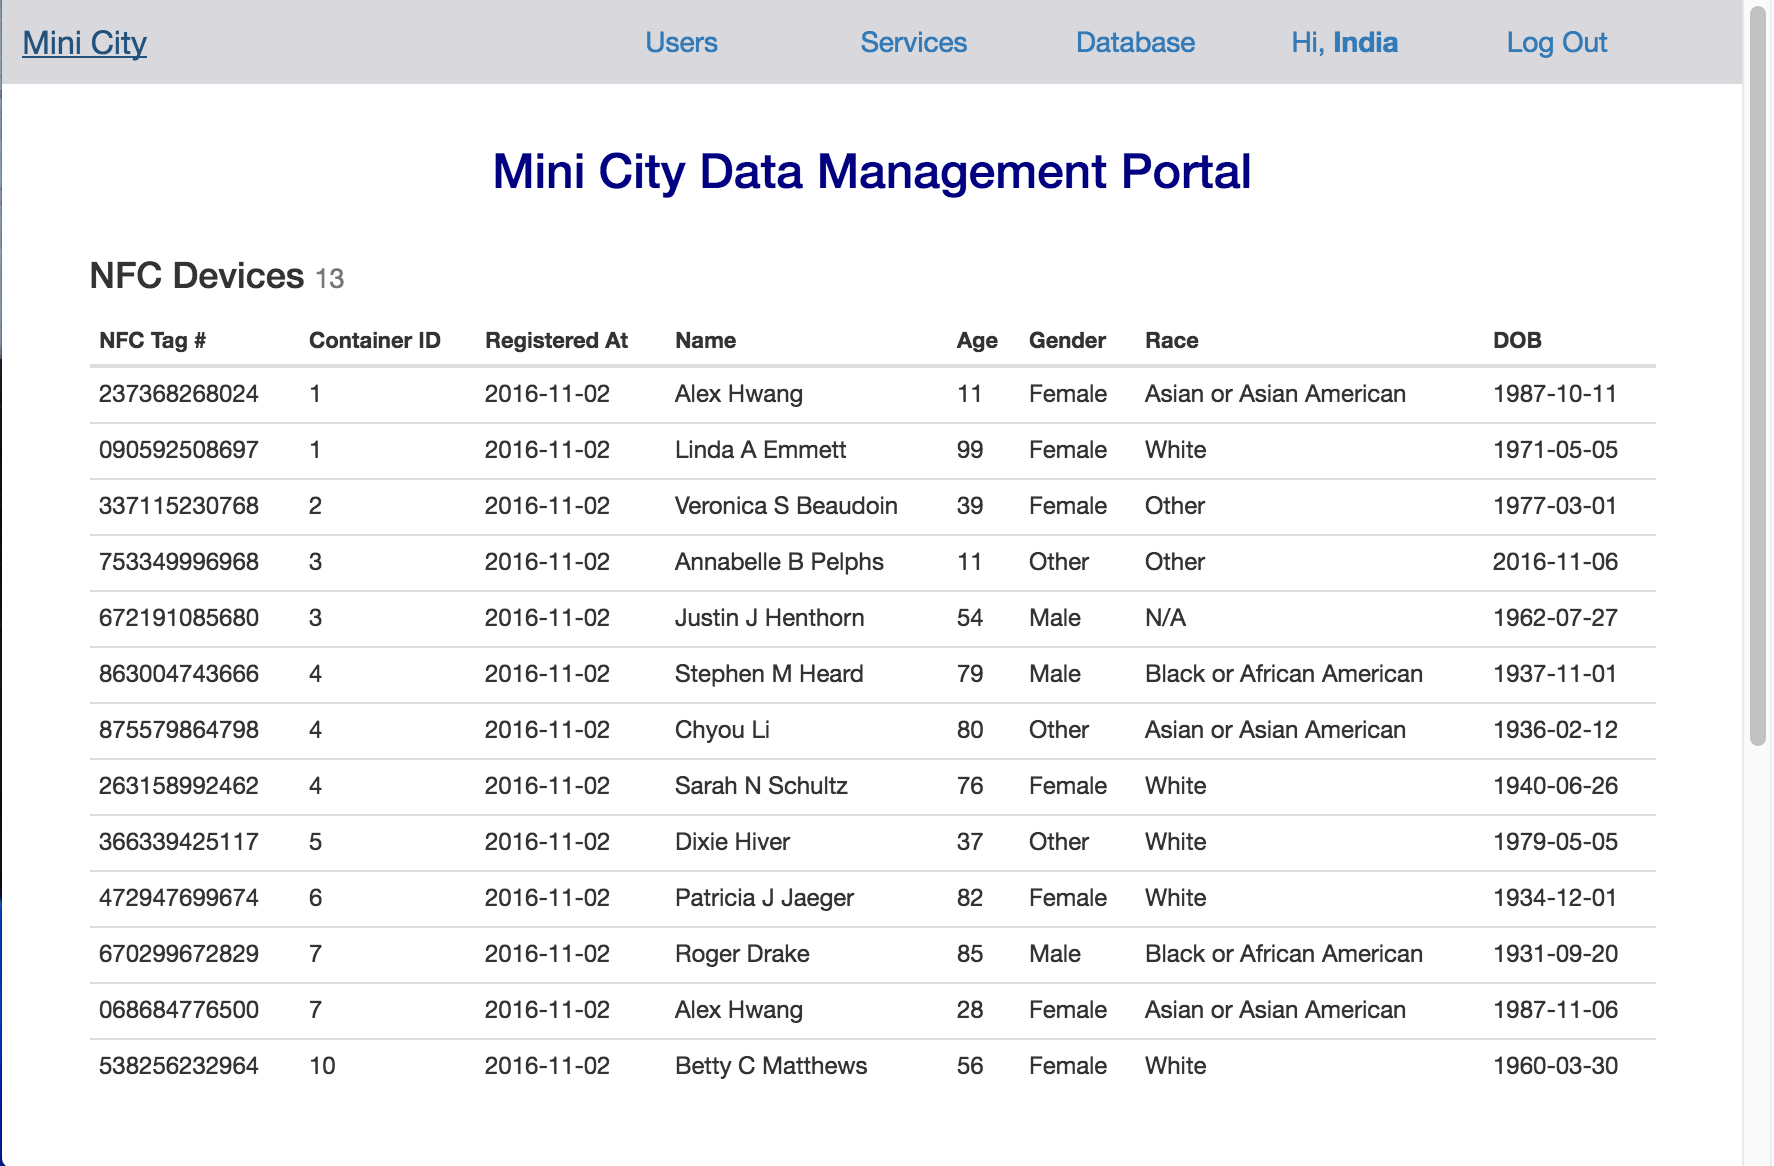 Mini City Users Services Database Hi, India Log Out
Mini City Data Management Portal
NFC Devices 13
NFC Tag # Container ID Registered At Name Age Gender Race DOB
237368268024 1 2016-11-02 Alex Hwang 11 Female Asian or Asian American 1987-10-11
090592508697 1 2016-11-02 Linda A Emmett 99 Female White 1971-05-05
337115230768 2 2016-11-02 Veronica S Beaudoin 39 Female Other 1977-03-01
753349996968 3 2016-11-02 Annabelle B Pelphs 11 Other Other 2016-11-06
672191085680 3 2016-11-02 Justin J Henthorn 54 Male N/A 1962-07-27
863004743666 4 2016-11-02 Stephen M Heard 79 Male Black or African American 1937-11-01
875579864798 4 2016-11-02 Chyou Li 80 Other Asian or Asian American 1936-02-12
263158992462 4 2016-11-02 Sarah N Schultz 76 Female White 1940-06-26
366339425117 5 2016-11-02 Dixie Hiver 37 Other White 1979-05-05
472947699674 6 2016-11-02 Patricia J Jaeger 82 Female White 1934-12-01
670299672829 7 2016-11-02 Roger Drake 85 Male Black or African American 1931-09-20
068684776500 7 2016-11-02 Alex Hwang 28 Female Asian or Asian American 1987-11-06
538256232964 10 2016-11-02 Betty C Matthews 56 Female White 1960-03-30